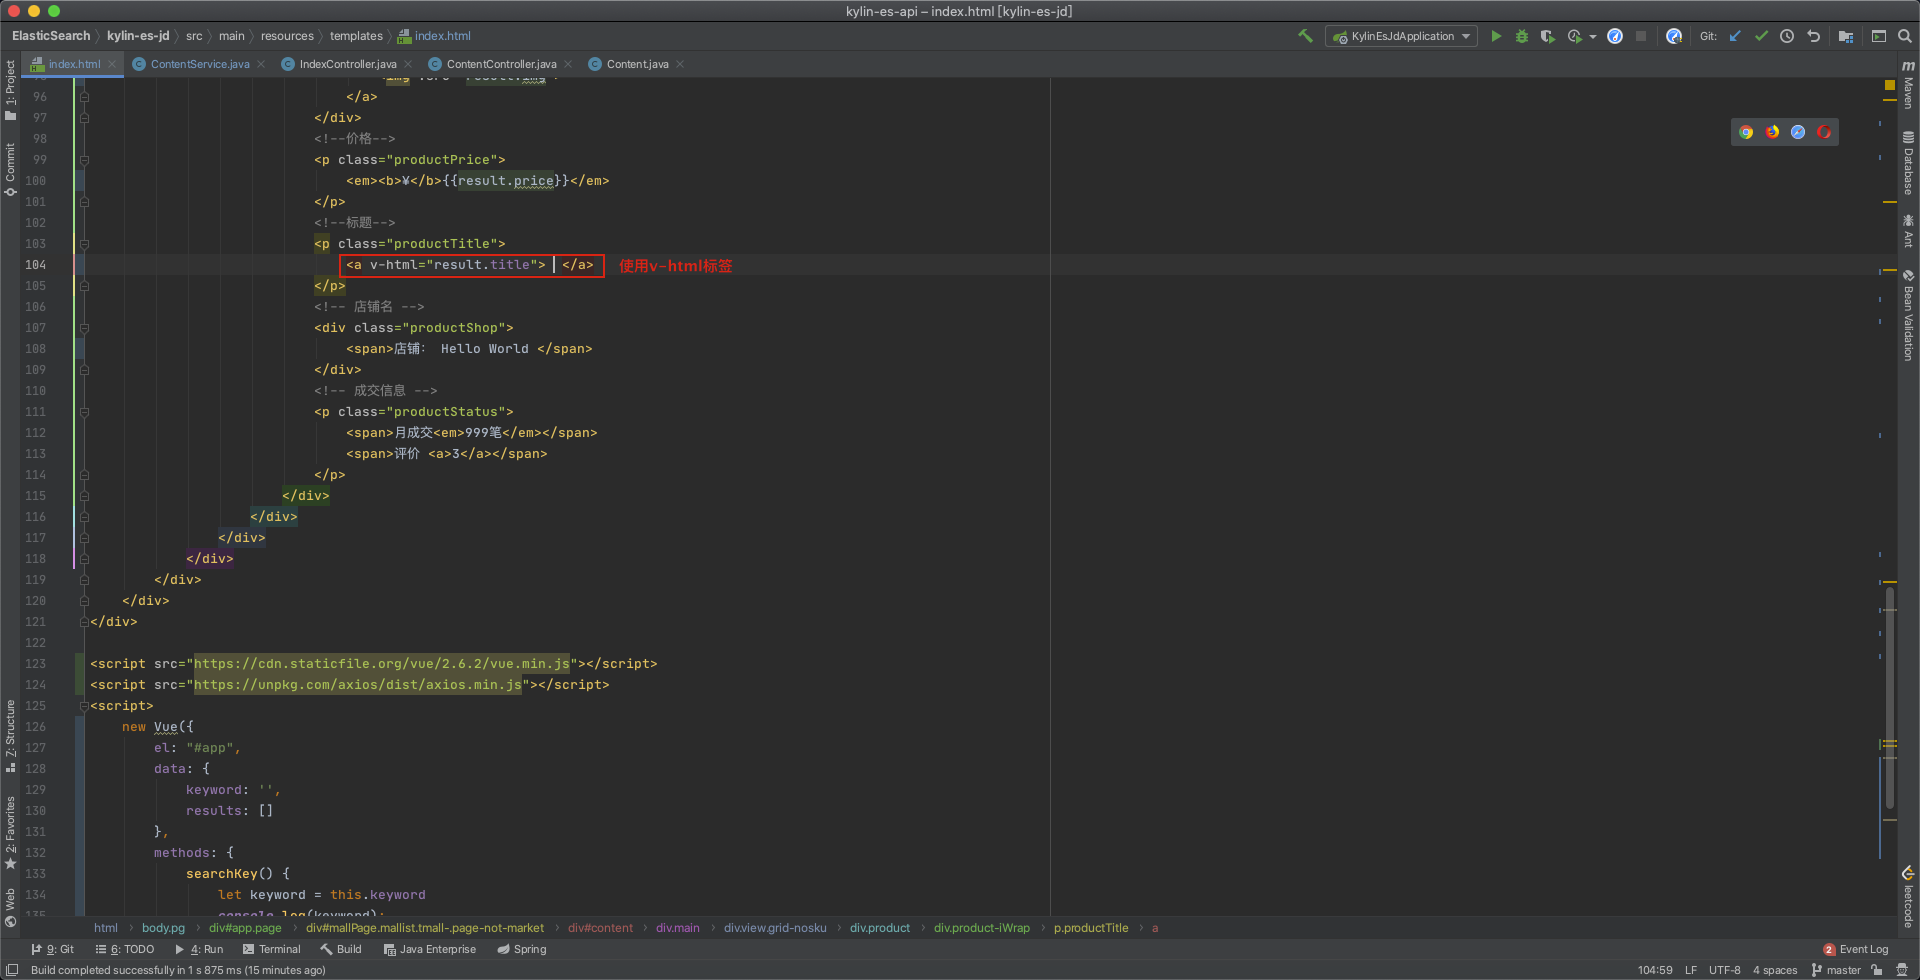 kylin-es-api – index.html [kylin-es-jd]
ElasticSearch kylin-es-jd src main resources templates index.html KylinEsJdApplication Git:
index.html ContentService.java IndexController.java ContentController.java Content.java
96 </a>
97 </div>
98 <!--价格-->
99 <p class="productPrice">
100 <em><b>¥</b>{{result.price}}</em>
101 </p>
102 <!--标题-->
103 <p class="productTitle">
104 <a v-html="result.title"> </a> 使用v-html标签
105 </p>
106 <!-- 店铺名 -->
107 <div class="productShop">
108 <span>店铺： Hello World </span>
109 </div>
110 <!-- 成交信息 -->
111 <p class="productStatus">
112 <span>月成交<em>999笔</em></span>
113 <span>评价 <a>3</a></span>
114 </p>
115 </div>
116 </div>
117 </div>
118 </div>
119 </div>
120 </div>
121 </div>
122
123 <script src="https://cdn.staticfile.org/vue/2.6.2/vue.min.js"></script>
124 <script src="https://unpkg.com/axios/dist/axios.min.js"></script>
125 <script>
126 new Vue({
127 el: "#app",
128 data: {
129 keyword: '',
130 results: []
131 },
132 methods: {
133 searchKey() {
134 let keyword = this.keyword
135 console.log(keyword);
html body.pg div#app.page div#mallPage.mallist.tmall-.page-not-market div#content div.main div.view.grid-nosku div.product div.product-iWrap p.productTitle a
9: Git 6: TODO 4: Run Terminal Build Java Enterprise Spring 2 Event Log
Build completed successfully in 1 s 875 ms (15 minutes ago) 104:59 LF UTF-8 4 spaces master
1: Project
Commit
7: Structure
2: Favorites
Web
m Maven
Database
Ant
Bean Validation
leetcode